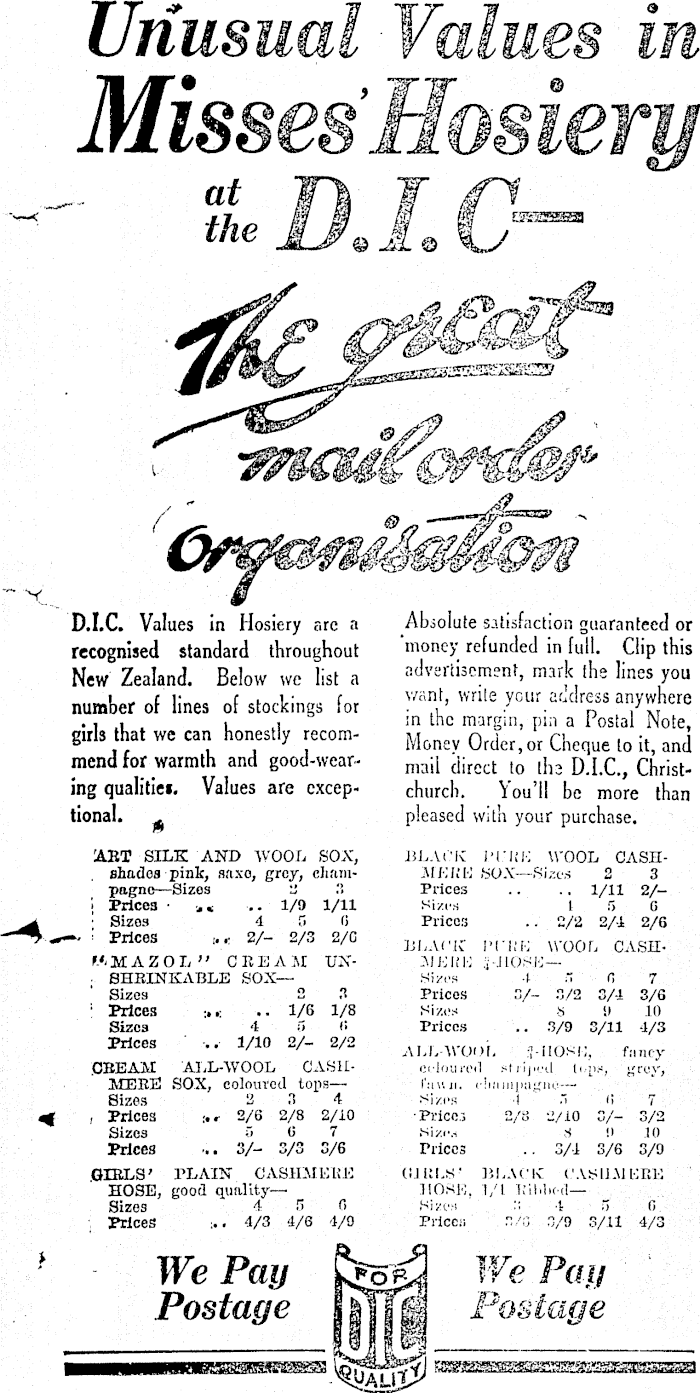 Unusual Values in
Misses' Hosiery
at
the D.I.C—
The great
mail order
organisation
D.I.C. Values in Hosiery are a
recognised standard throughout
New Zealand. Below we list a
number of lines of stockings for
girls that we can honestly recom-
mend for warmth and good-wear-
ing qualities. Values are excep-
tional.
ART SILK AND WOOL SOX,
shades pink, saxe, grey, cham-
pagne—Sizes 2 3
Prices .. .. 1/9 1/11
Sizes 4 5 6
Prices .. 2/- 2/3 2/6
"MAZOL" CREAM UN-
SHRINKABLE SOX—
Sizes 2 3
Prices .. .. 1/6 1/8
Sizes 4 5 6
Prices .. 1/10 2/- 2/2
CREAM ALL-WOOL CASH-
MERE SOX, coloured tops—
Sizes 2 3 4
Prices .. 2/6 2/8 2/10
Sizes 5 6 7
Prices .. 3/- 3/3 3/6
GIRLS' PLAIN CASHMERE
HOSE, good quality—
Sizes 4 5 6
Prices .. 4/3 4/6 4/9
Absolute satisfaction guaranteed or
money refunded in full. Clip this
advertisement, mark the lines you
want, write your address anywhere
in the margin, pin a Postal Note,
Money Order, or Cheque to it, and
mail direct to the D.I.C., Christ-
church. You'll be more than
pleased with your purchase.
BLACK PURE WOOL CASH-
MERE SOX—Sizes 2 3
Prices .. .. 1/11 2/-
Sizes 4 5 6
Prices .. 2/2 2/4 2/6
BLACK PURE WOOL CASH-
MERE ¾-HOSE—
Sizes 4 5 6 7
Prices 3/- 3/2 3/4 3/6
Sizes 8 9 10
Prices .. 3/9 3/11 4/3
ALL-WOOL ¾-HOSE, fancy
coloured striped tops, grey,
fawn, champagne—
Sizes 4 5 6 7
Prices 2/8 2/10 3/- 3/2
Sizes 8 9 10
Prices .. 3/4 3/6 3/9
GIRLS' BLACK CASHMERE
HOSE, 1/1 Ribbed—
Sizes 3 4 5 6
Prices 3/9 3/11 4/3
We Pay
Postage
FOR
DIC
QUALITY
We Pay
Postage